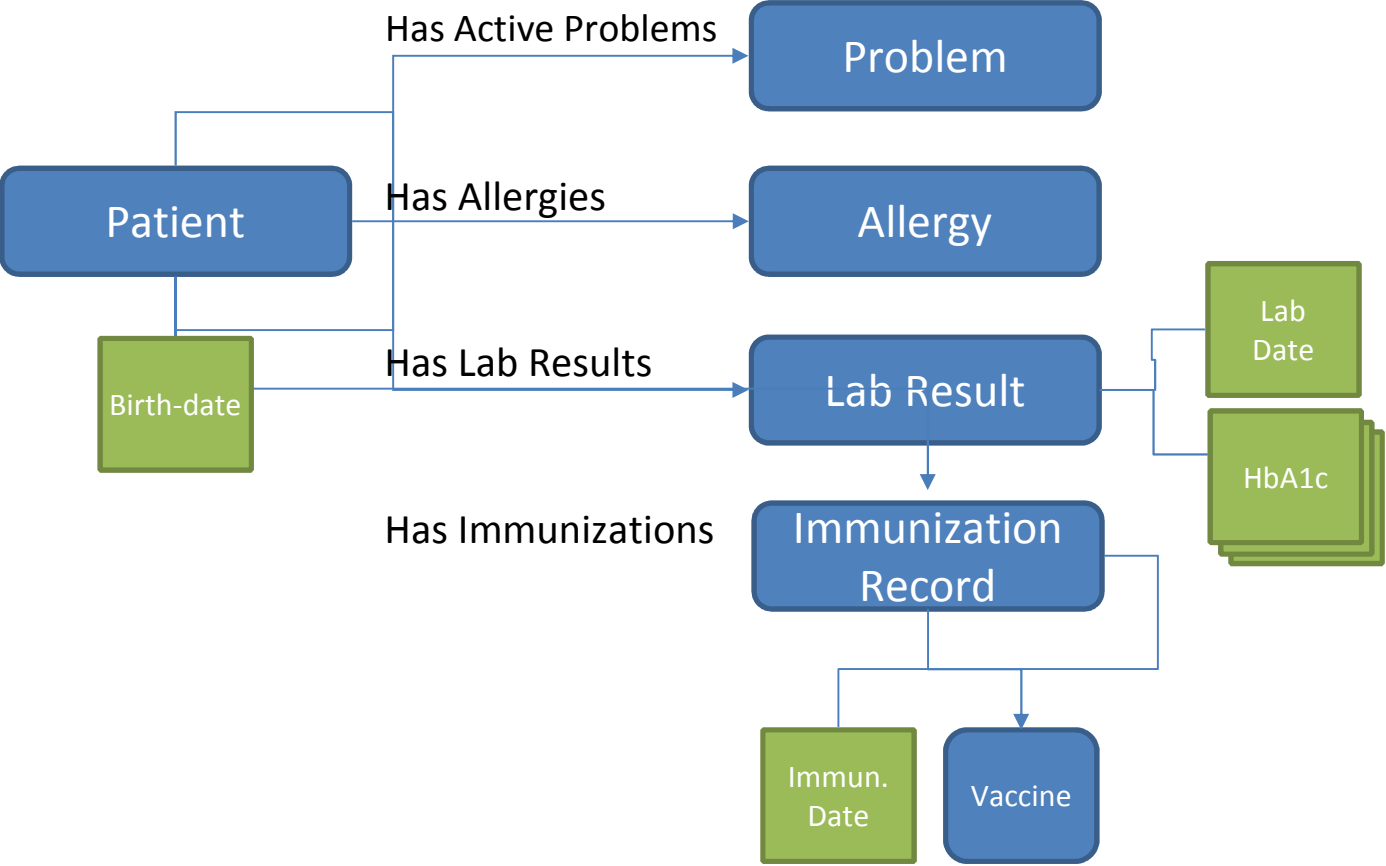 Has Active Problems
Problem
Patient
Has Allergies
Allergy
Birth-date
Has Lab Results
Lab Result
Lab
Date
HbA1c
Has Immunizations
Immunization
Record
Immun.
Date
Vaccine